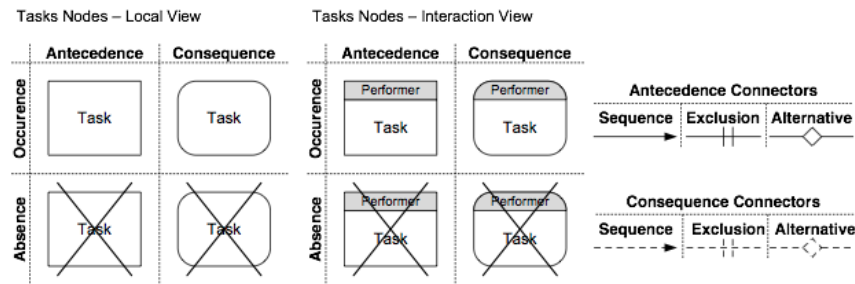 Tasks Nodes – Local View
Tasks Nodes – Interaction View
Antecedence Consequence
Antecedence Consequence
Occurence
Task
Task
Occurence
Performer
Task
Performer
Task
Absence
Task
Task
Absence
Performer
Task
Performer
Task
Antecedence Connectors
Sequence Exclusion Alternative
Consequence Connectors
Sequence Exclusion Alternative